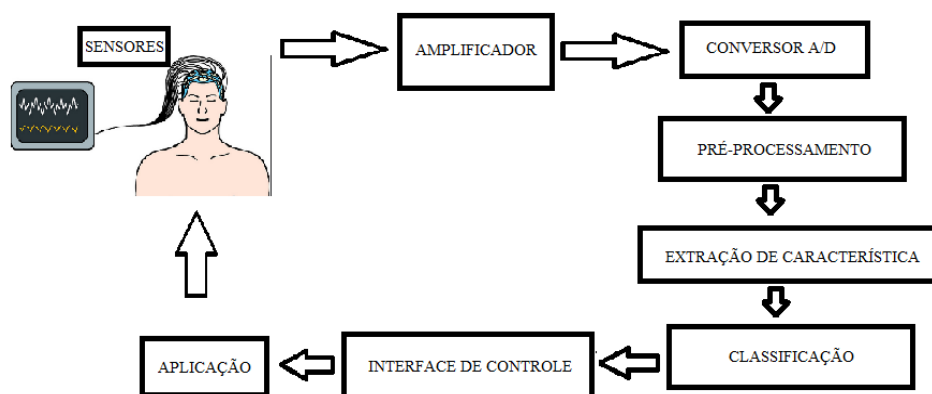 SENSORES
AMPLIFICADOR
CONVERSOR A/D
PRÉ-PROCESSAMENTO
EXTRAÇÃO DE CARACTERÍSTICA
CLASSIFICAÇÃO
INTERFACE DE CONTROLE
APLICAÇÃO